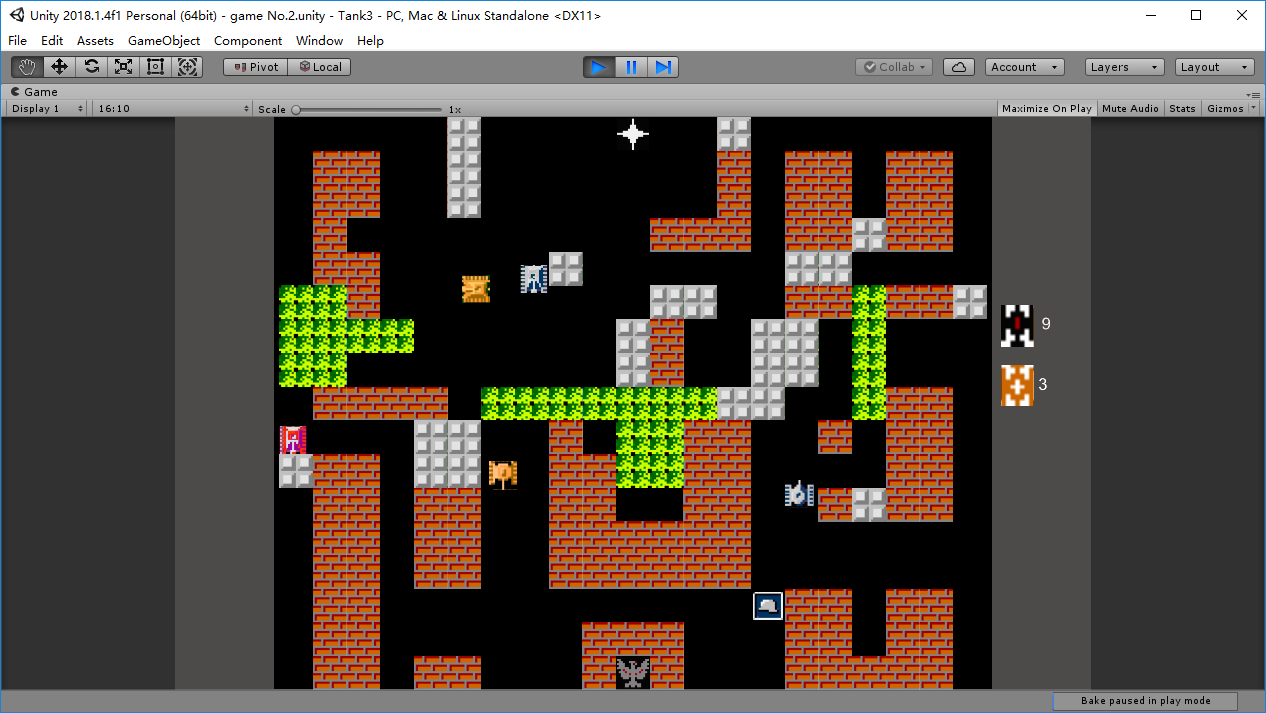 Unity 2018.1.4f1 Personal (64bit) - game No.2.unity - Tank3 - PC, Mac & Linux Standalone <DX11>
File Edit Assets GameObject Component Window Help
Pivot Local Collab Account Layers Layout
Game
Display 1 16:10 Scale 1x Maximize On Play Mute Audio Stats Gizmos
9
3
Bake paused in play mode